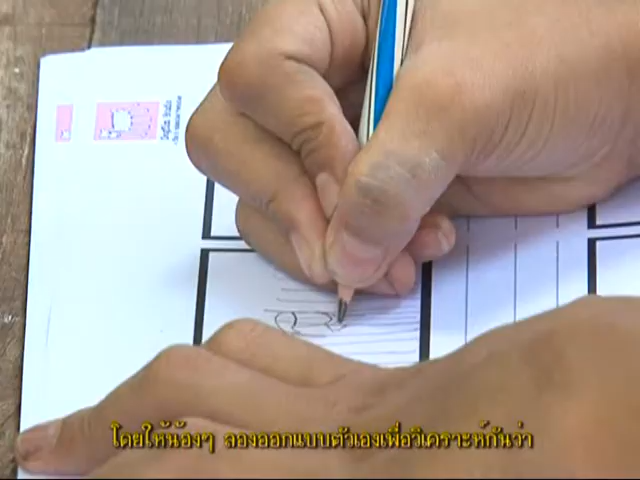 โดยให้น้องๆ ลองออกแบบตัวเองเพื่อวิเคราะห์กันว่า